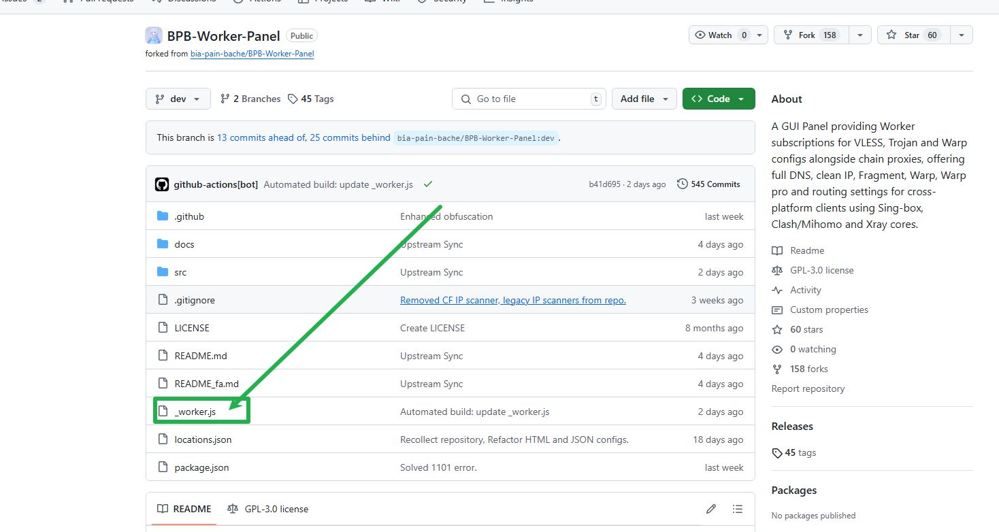 Issues 2 Pull requests Discussions Actions Projects Wiki Security Insights
BPB-Worker-Panel Public
Watch 0 Fork 158 Star 60
forked from bia-pain-bache/BPB-Worker-Panel
dev 2 Branches 45 Tags Go to file t Add file <> Code
This branch is 13 commits ahead of, 25 commits behind bia-pain-bache/BPB-Worker-Panel:dev .
github-actions[bot] Automated build: update _worker.js b41d695 · 2 days ago 545 Commits
.github Enhanced obfuscation last week
docs Upstream Sync 4 days ago
src Upstream Sync 2 days ago
.gitignore Removed CF IP scanner, legacy IP scanners from repo. 3 weeks ago
LICENSE Create LICENSE 8 months ago
README.md Upstream Sync 4 days ago
README_fa.md Upstream Sync 4 days ago
_worker.js Automated build: update _worker.js 2 days ago
locations.json Recollect repository, Refactor HTML and JSON configs. 18 days ago
package.json Solved 1101 error. last week
README GPL-3.0 license
About
A GUI Panel providing Worker
subscriptions for VLESS, Trojan and Warp
configs alongside chain proxies, offering
full DNS, clean IP, Fragment, Warp, Warp
pro and routing settings for cross-
platform clients using Sing-box,
Clash/Mihomo and Xray cores.
Readme
GPL-3.0 license
Activity
Custom properties
60 stars
0 watching
158 forks
Report repository
Releases
45 tags
Packages
No packages published